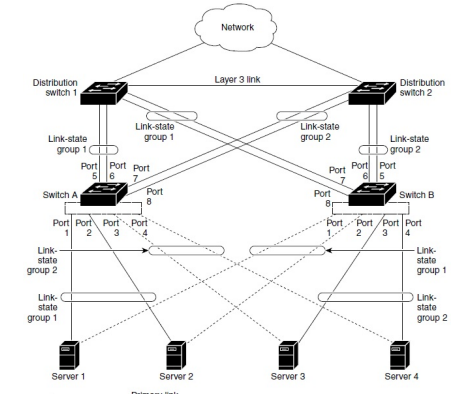 Network
Distribution
switch 1
Layer 3 link
Distribution
switch 2
Link-state
group 1
Link-state
group 2
Link-state
group 1
Link-state
group 2
Port
5
Port
6
Port
7
Port
8
Switch A
Port
7
Port
6
Port
5
Port
8
Switch B
Port
1
Port
2
Port
3
Port
4
Port
1
Port
2
Port
3
Port
4
Link-
state
group 2
Link-
state
group 1
Link-
state
group 1
Link-
state
group 2
Server 1
Server 2
Server 3
Server 4
Primary link